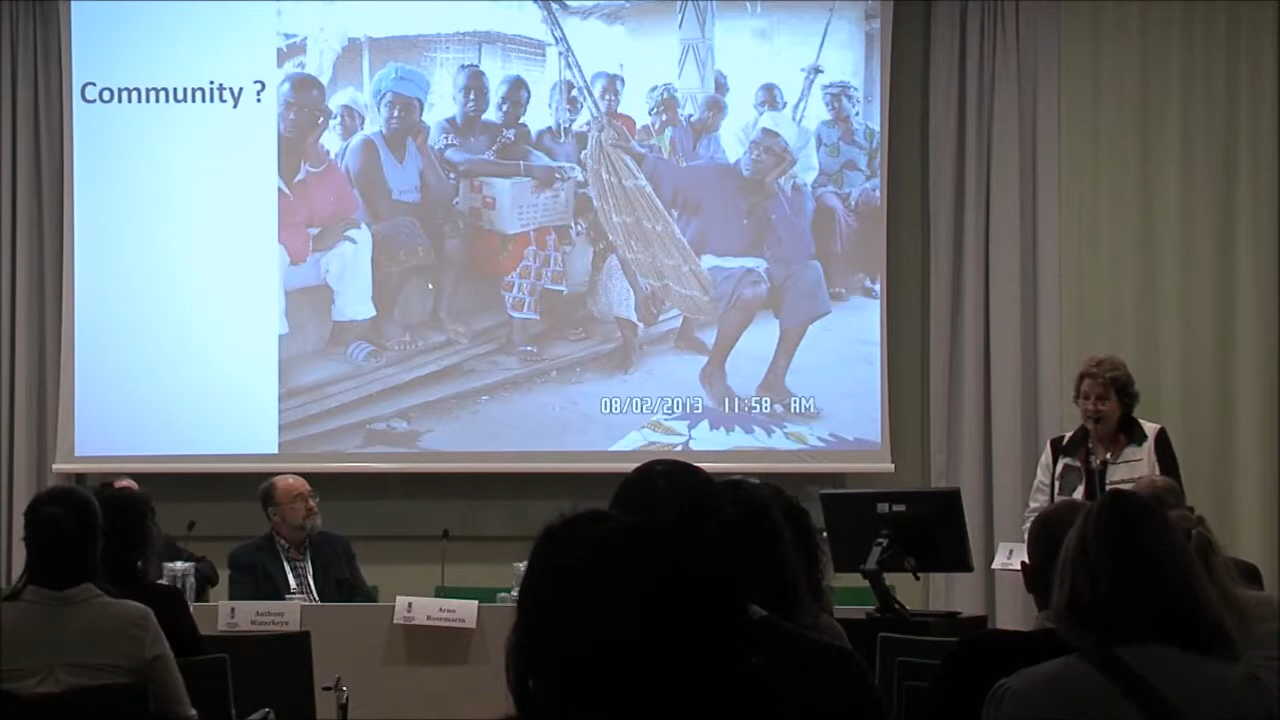 Community ?
08/02/2013 11:58 AM
Anthony
Waterkeyn
Arno
Rosemarin